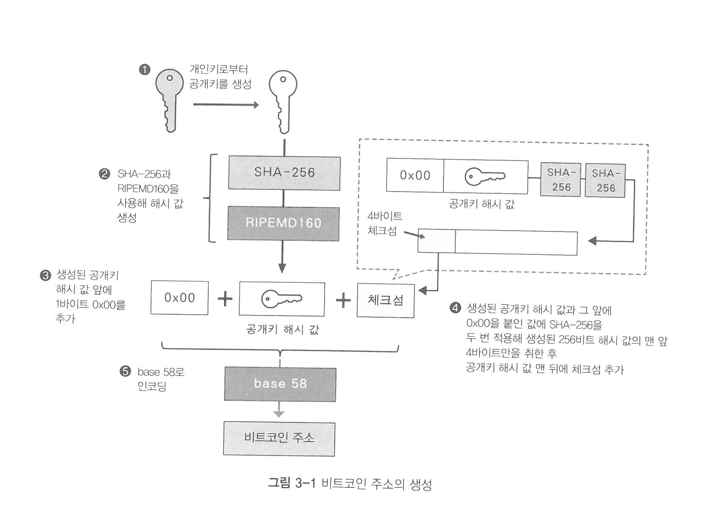 ❶ 개인키로부터
공개키를 생성
❷ SHA-256과
RIPEMD160을
사용해 해시 값
생성
SHA-256
RIPEMD160
0x00
공개키 해시 값
SHA-
256
SHA-
256
4바이트
체크섬
❸ 생성된 공개키
해시 값 앞에
1바이트 0x00를
추가
0x00
+
공개키 해시 값
+
체크섬
❹ 생성된 공개키 해시 값과 그 앞에
0x00을 붙인 값에 SHA-256을
두 번 적용해 생성된 256비트 해시 값의 맨 앞
4바이트만을 취한 후
공개키 해시 값 맨 뒤에 체크섬 추가
❺ base 58로
인코딩
base 58
비트코인 주소
그림 3-1 비트코인 주소의 생성